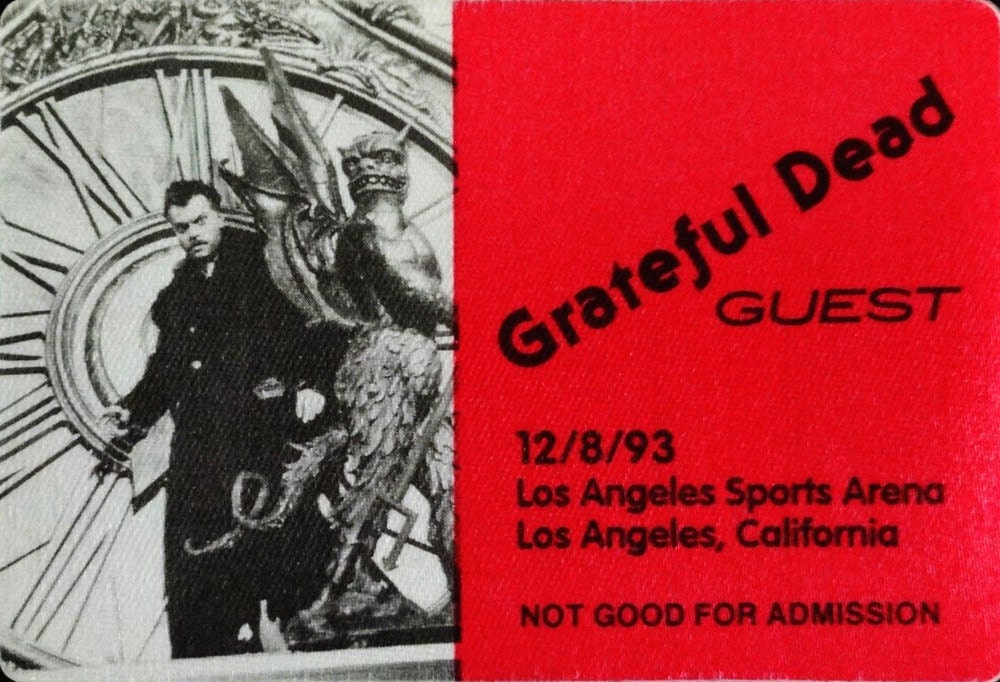 Grateful Dead
GUEST
12/8/93
Los Angeles Sports Arena
Los Angeles, California
NOT GOOD FOR ADMISSION